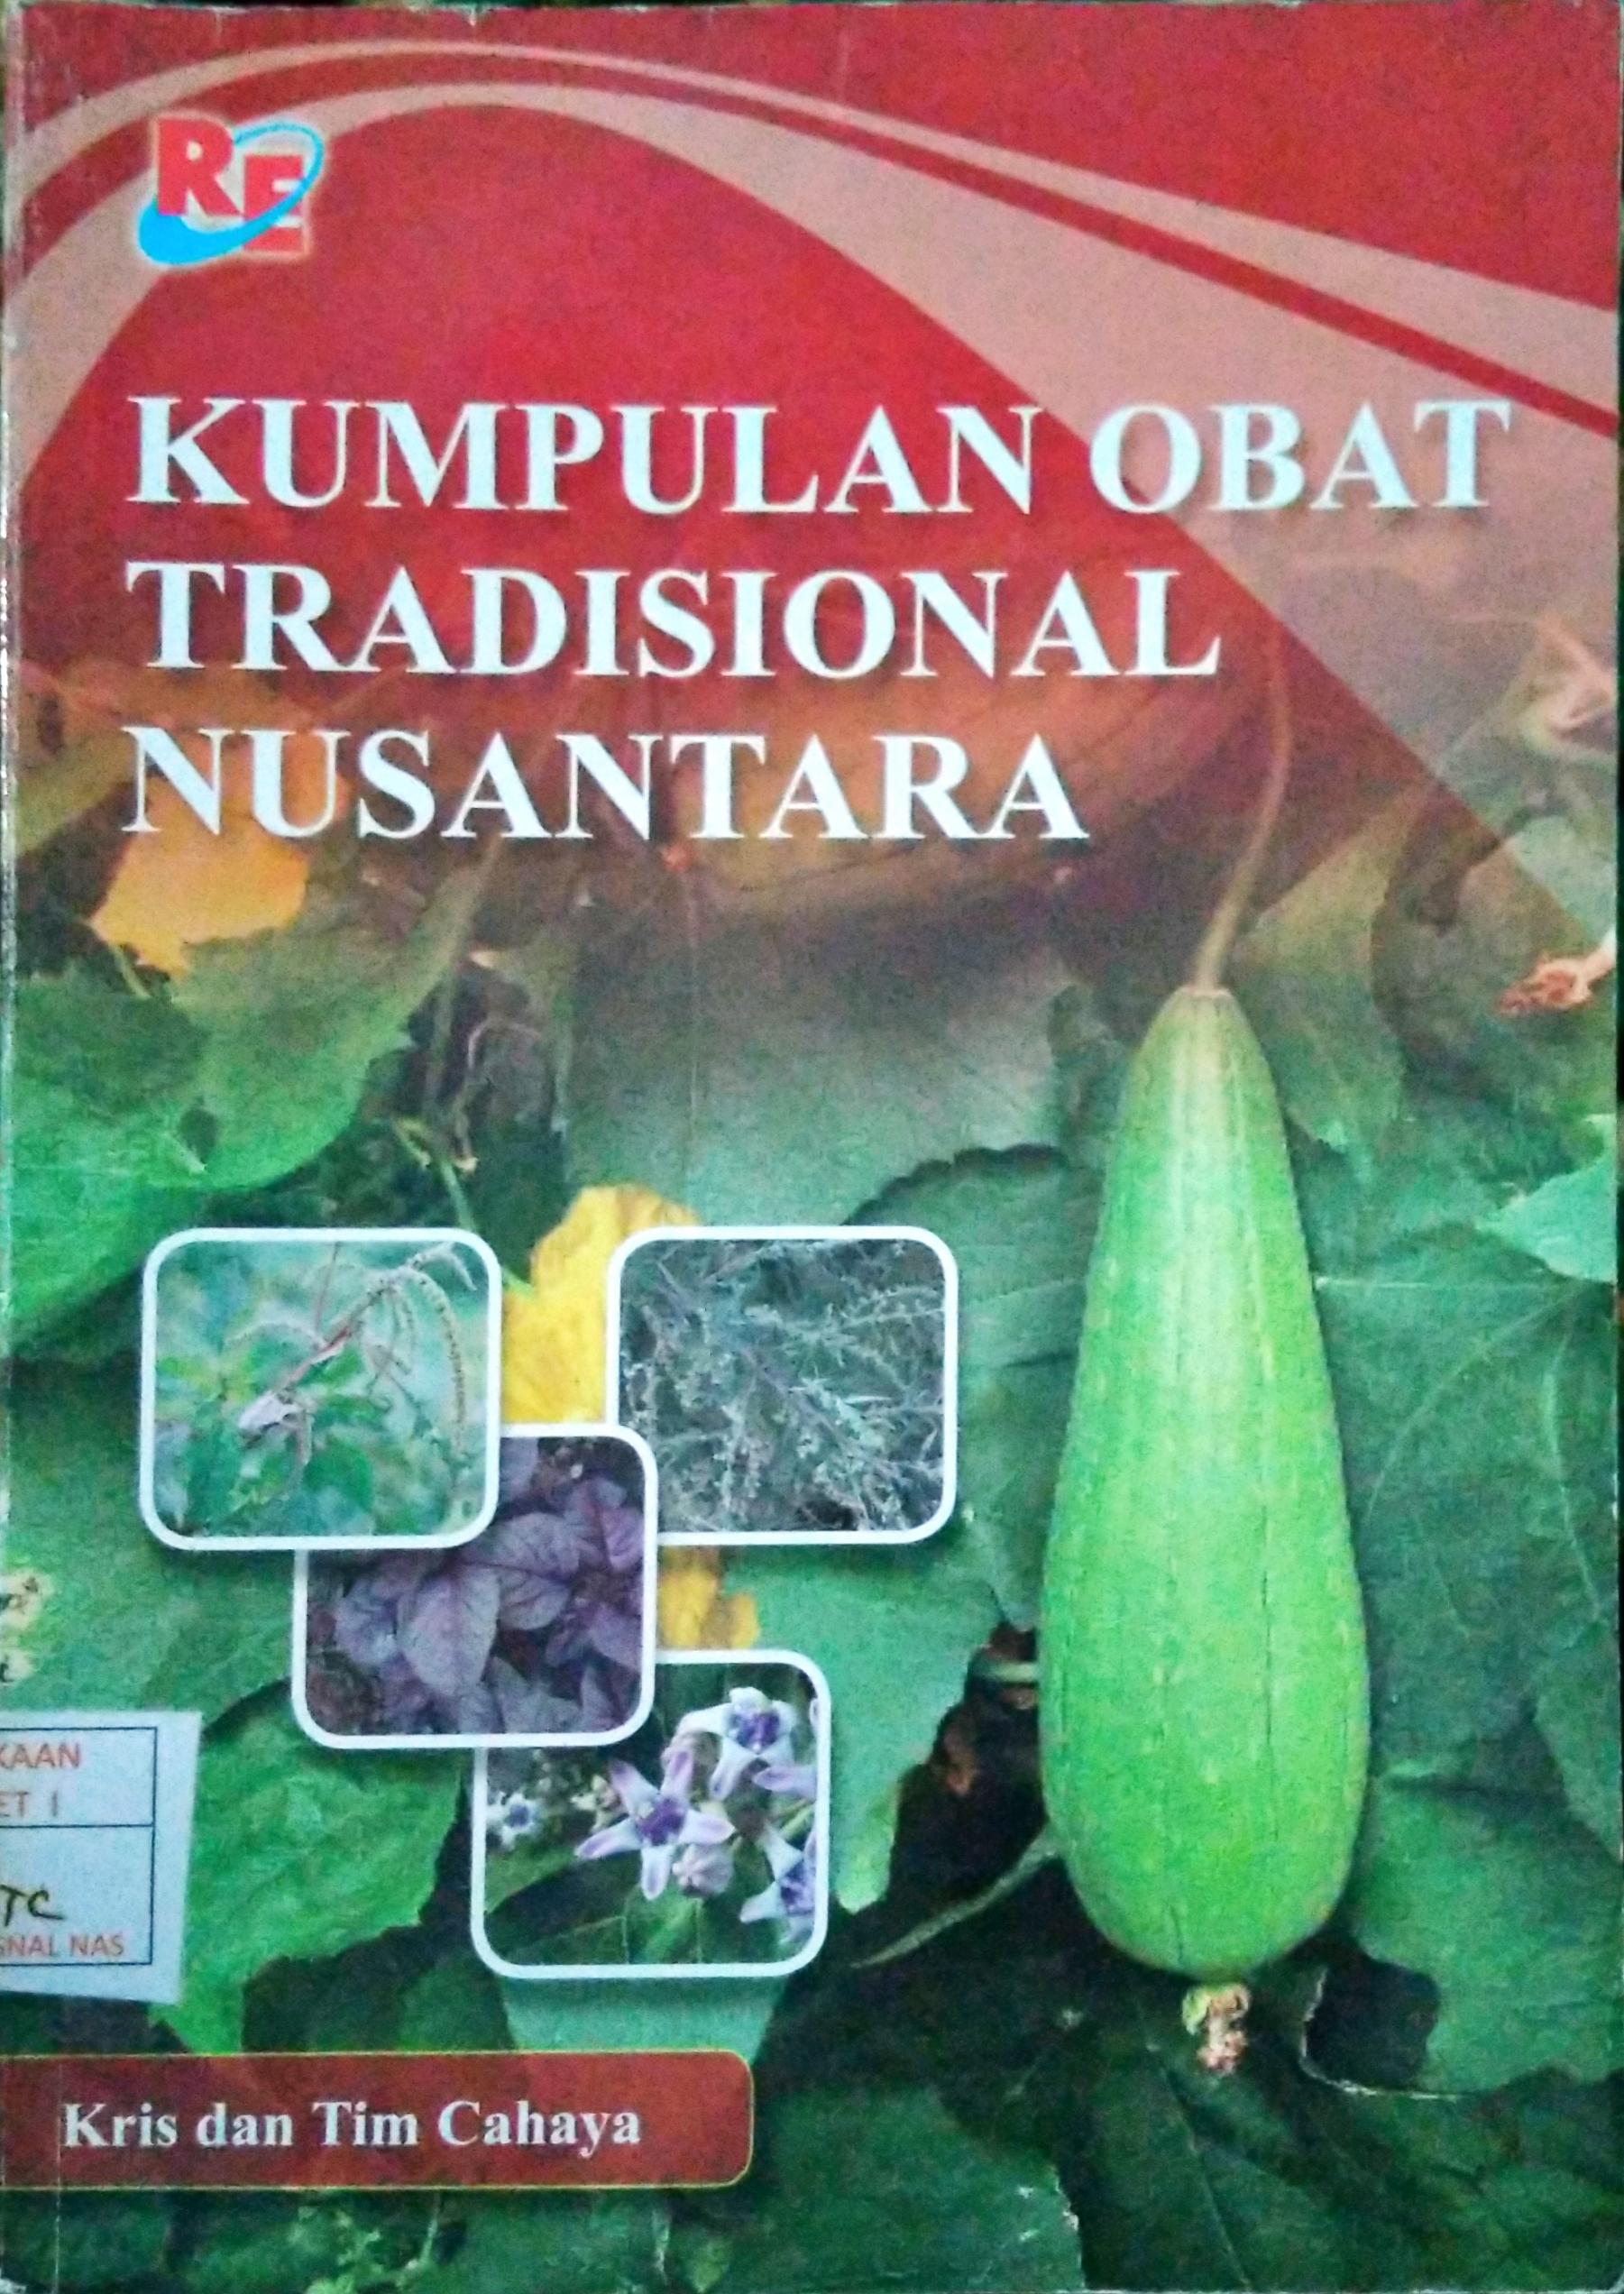 RE
KUMPULAN OBAT
TRADISIONAL
NUSANTARA
KAAN
ET I
TC
SNAL NAS
Kris dan Tim Cahaya